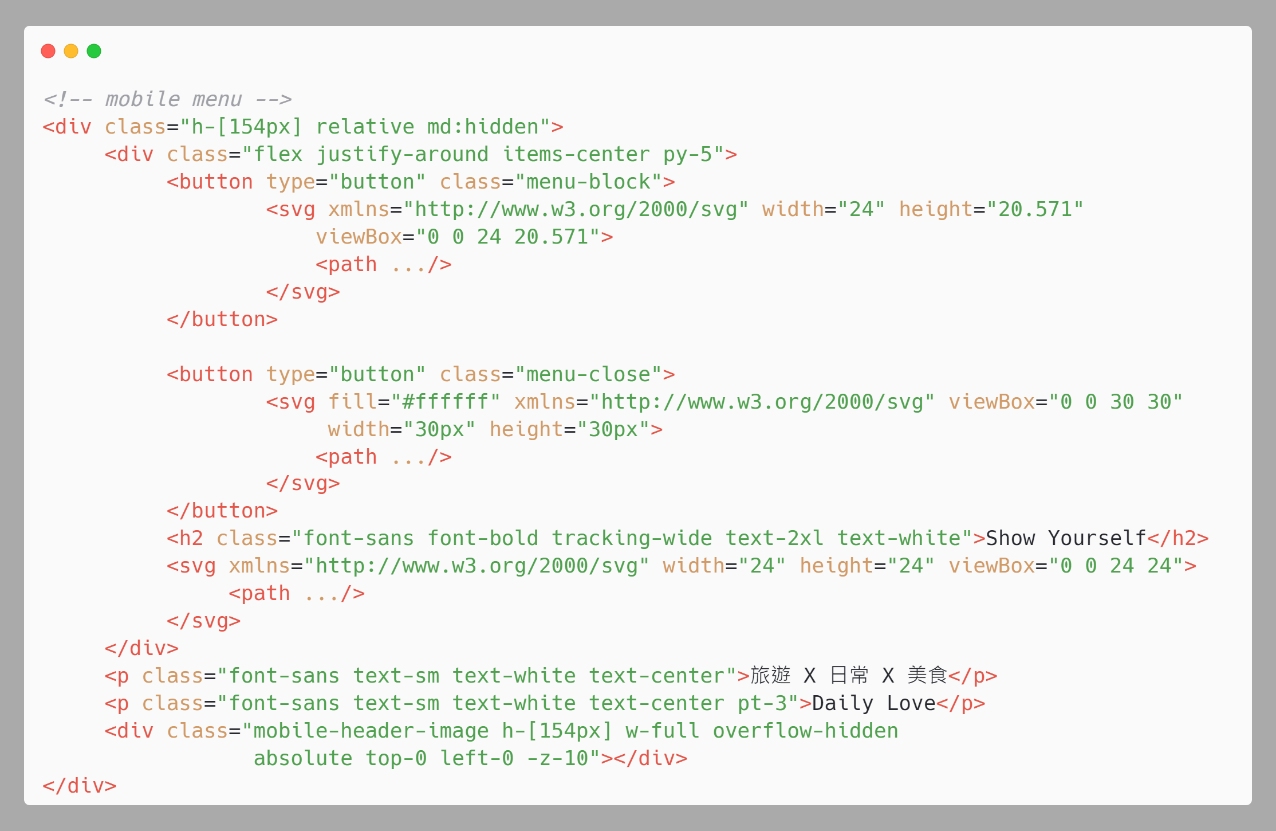 <!-- mobile menu -->
<div class="h-[154px] relative md:hidden">
<div class="flex justify-around items-center py-5">
<button type="button" class="menu-block">
<svg xmlns="http://www.w3.org/2000/svg" width="24" height="20.571"
viewBox="0 0 24 20.571">
<path .../>
</svg>
</button>
<button type="button" class="menu-close">
<svg fill="#ffffff" xmlns="http://www.w3.org/2000/svg" viewBox="0 0 30 30"
width="30px" height="30px">
<path .../>
</svg>
</button>
<h2 class="font-sans font-bold tracking-wide text-2xl text-white">Show Yourself</h2>
<svg xmlns="http://www.w3.org/2000/svg" width="24" height="24" viewBox="0 0 24 24">
<path .../>
</svg>
</div>
<p class="font-sans text-sm text-white text-center">旅遊 X 日常 X 美食</p>
<p class="font-sans text-sm text-white text-center pt-3">Daily Love</p>
<div class="mobile-header-image h-[154px] w-full overflow-hidden
absolute top-0 left-0 -z-10"></div>
</div>